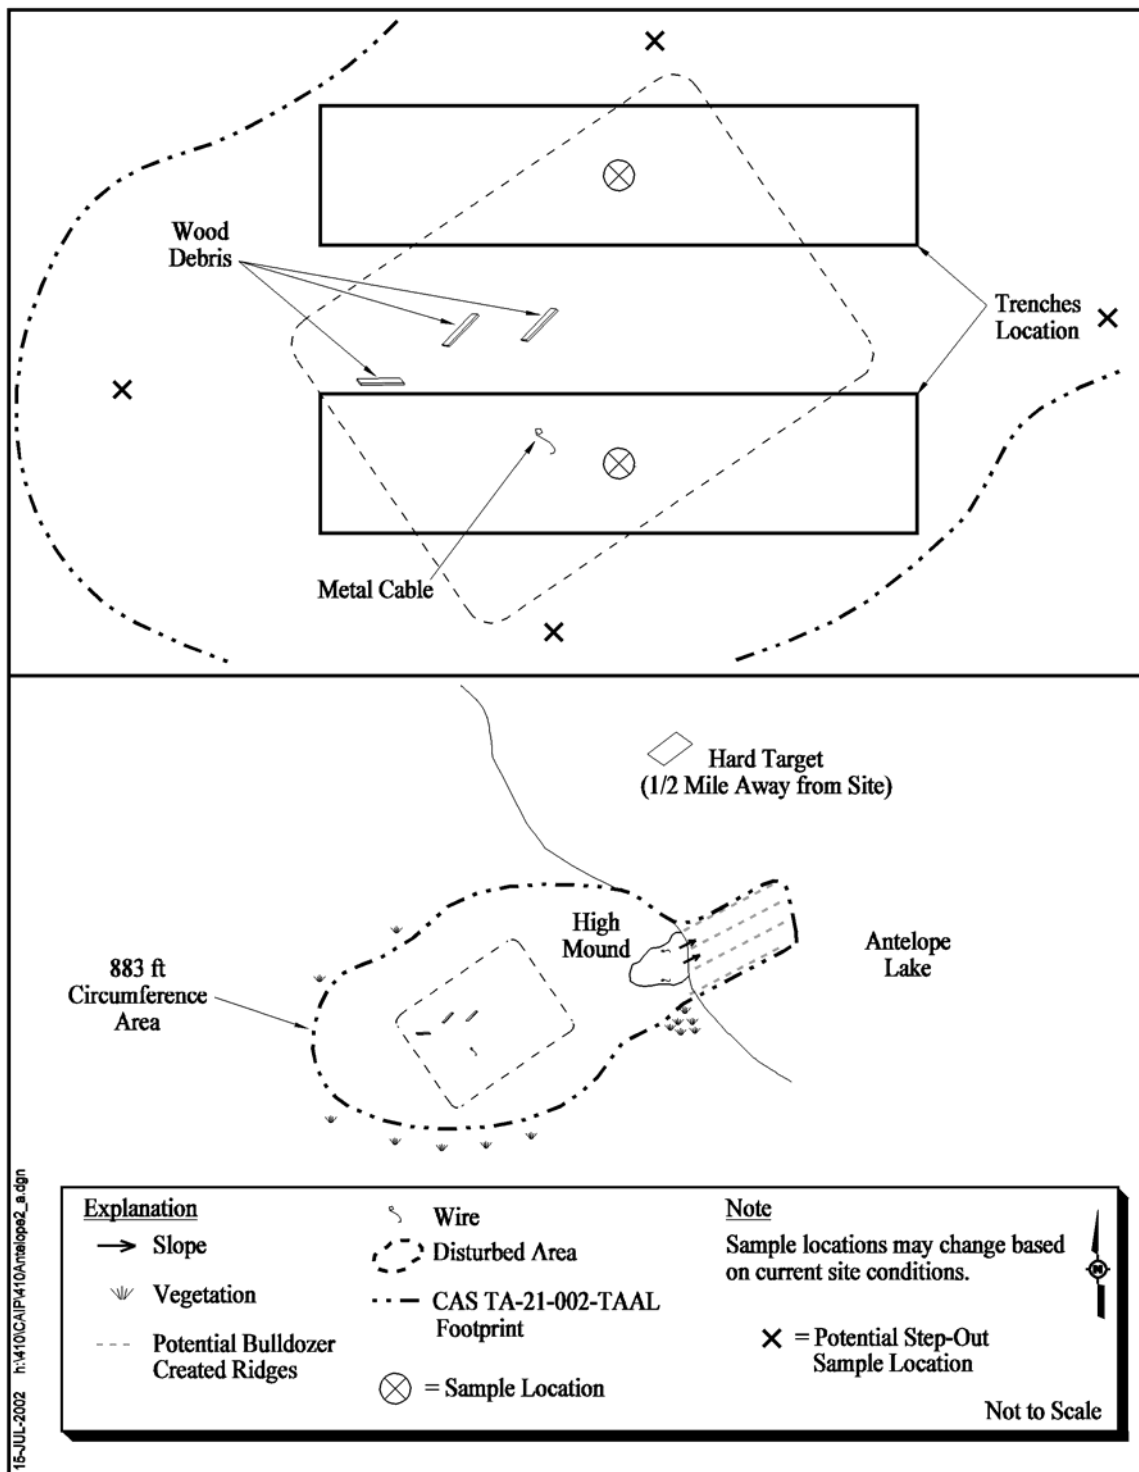 Wood
Debris
Trenches
Location
Metal Cable
Hard Target
(1/2 Mile Away from Site)
High
Mound
Antelope
Lake
883 ft
Circumference
Area
Explanation
Slope
Vegetation
Potential Bulldozer
Created Ridges
Wire
Disturbed Area
CAS TA-21-002-TAAL
Footprint
= Sample Location
Note
Sample locations may change based
on current site conditions.
N
= Potential Step-Out
Sample Location
Not to Scale
15-JUL-2002 h:\410\CAIP\410Antelope2_a.dgn